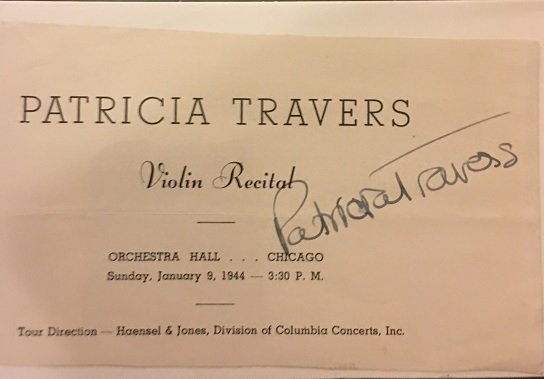 PATRICIA TRAVERS
Violin Recital
Patricia Travers
ORCHESTRA HALL . . . CHICAGO
Sunday, January 9, 1944 — 3:30 P. M.
Tour Direction — Haensel & Jones, Division of Columbia Concerts, Inc.